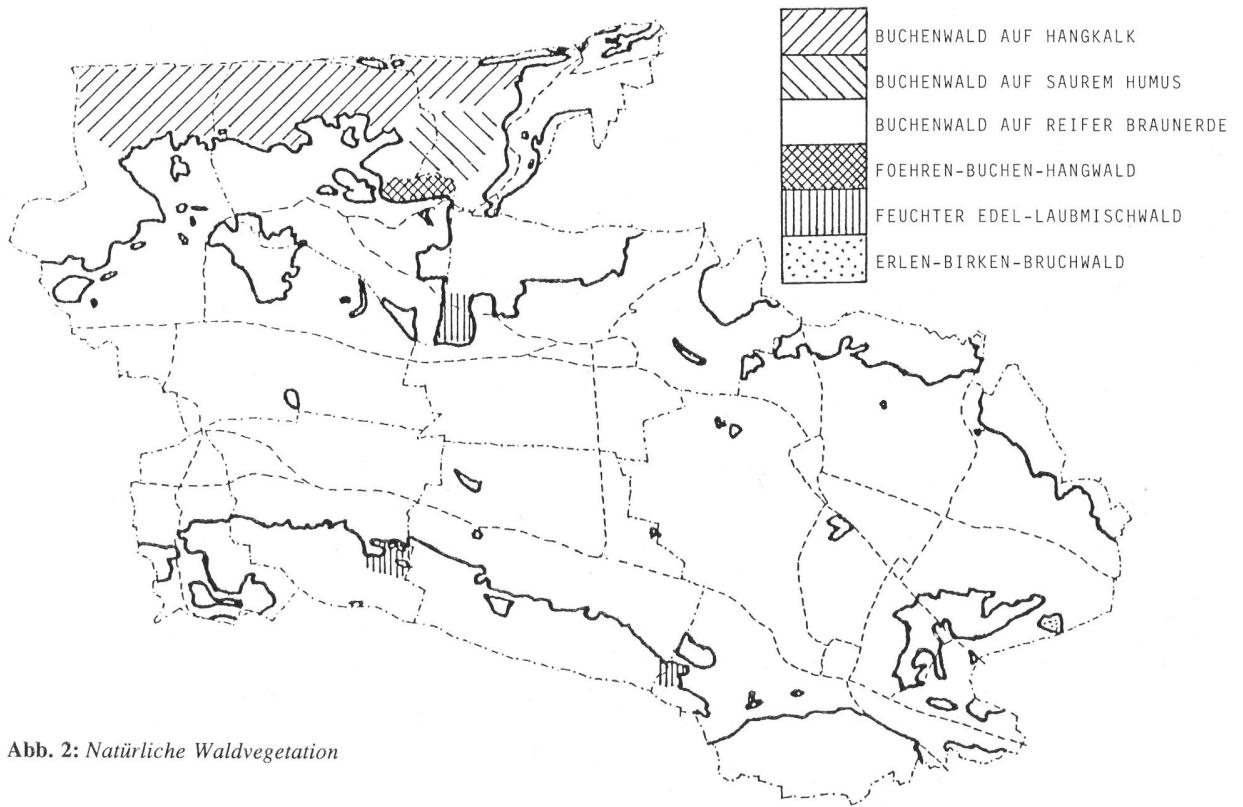 BUCHENWALD AUF HANGKALK
BUCHENWALD AUF SAUREM HUMUS
BUCHENWALD AUF REIFER BRAUNERDE
FOEHREN-BUCHEN-HANGWALD
FEUCHTER EDEL-LAUBMISCHWALD
ERLEN-BIRKEN-BRUCHWALD
Abb. 2: Natürliche Waldvegetation